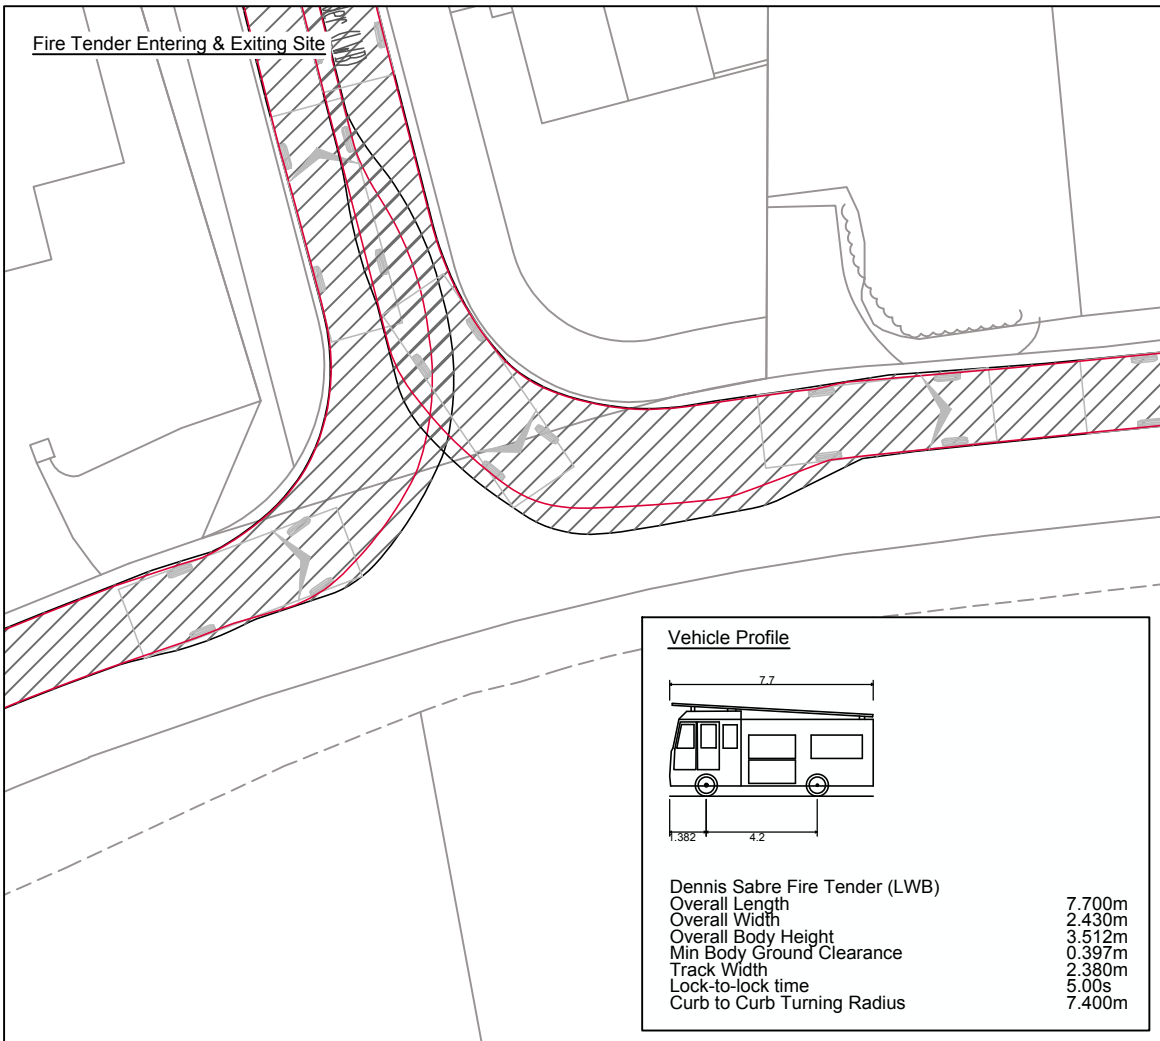 Fire Tender Entering & Exiting Site
Vehicle Profile
7.7
1.382
4.2
Dennis Sabre Fire Tender (LWB)
Overall Length 7.700m
Overall Width 2.430m
Overall Body Height 3.512m
Min Body Ground Clearance 0.397m
Track Width 2.380m
Lock-to-lock time 5.00s
Curb to Curb Turning Radius 7.400m